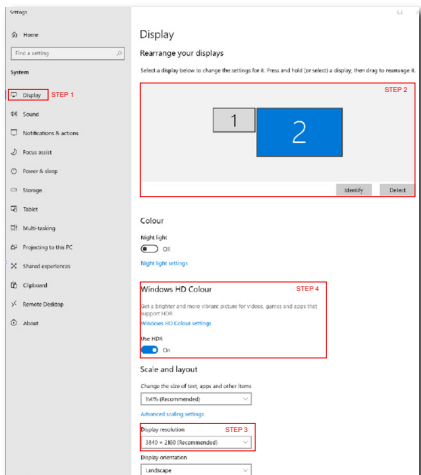 Settings
Home
Find a setting
System
Display STEP 1
Sound
Notifications & actions
Focus assist
Power & sleep
Storage
Tablet
Multi-tasking
Projecting to this PC
Shared experiences
Clipboard
Remote Desktop
About
Display
Rearrange your displays
Select a display below to change the settings for it. Press and hold (or select) a display, then drag to rearrange it.
STEP 2
1
2
Identify Detect
Colour
Night light
Off
Night light settings
Windows HD Colour STEP 4
Get a brighter and more vibrant picture for videos, games and apps that
support HDR.
Windows HD Colour settings
Use HDR
On
Scale and layout
Change the size of text, apps and other items
(Recommended)
Advanced scaling settings
Display resolution STEP 3
3840 × 2160 (Recommended)
Display orientation
Landscape